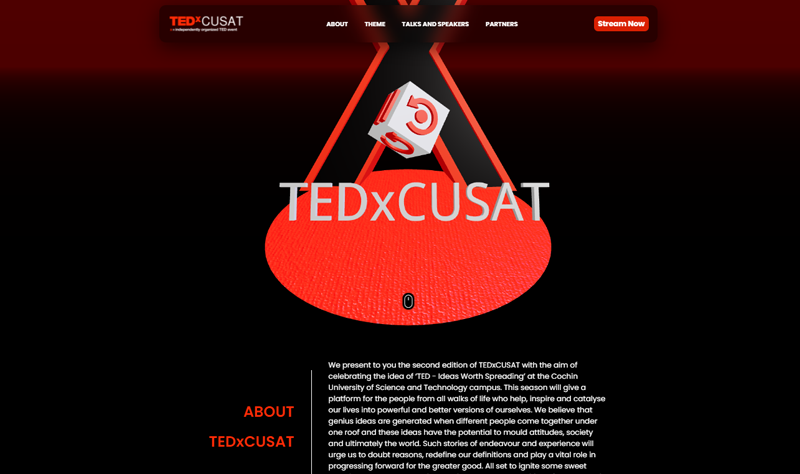 TEDxCUSAT
x = independently organized TED event
ABOUT
THEME
TALKS AND SPEAKERS
PARTNERS
Stream Now
TEDxCUSAT
ABOUT
TEDxCUSAT
We present to you the second edition of TEDxCUSAT with the aim of
celebrating the idea of 'TED - Ideas Worth Spreading' at the Cochin
University of Science and Technology campus. This season will give a
platform for the people from all walks of life who help, inspire and catalyse
our lives into powerful and better versions of ourselves. We believe that
genius ideas are generated when different people come together under
one roof and these ideas have the potential to mould attitudes, society
and ultimately the world. Such stories of endeavour and experience will
urge us to doubt reasons, redefine our definitions and play a vital role in
progressing forward for the greater good. All set to ignite some sweet